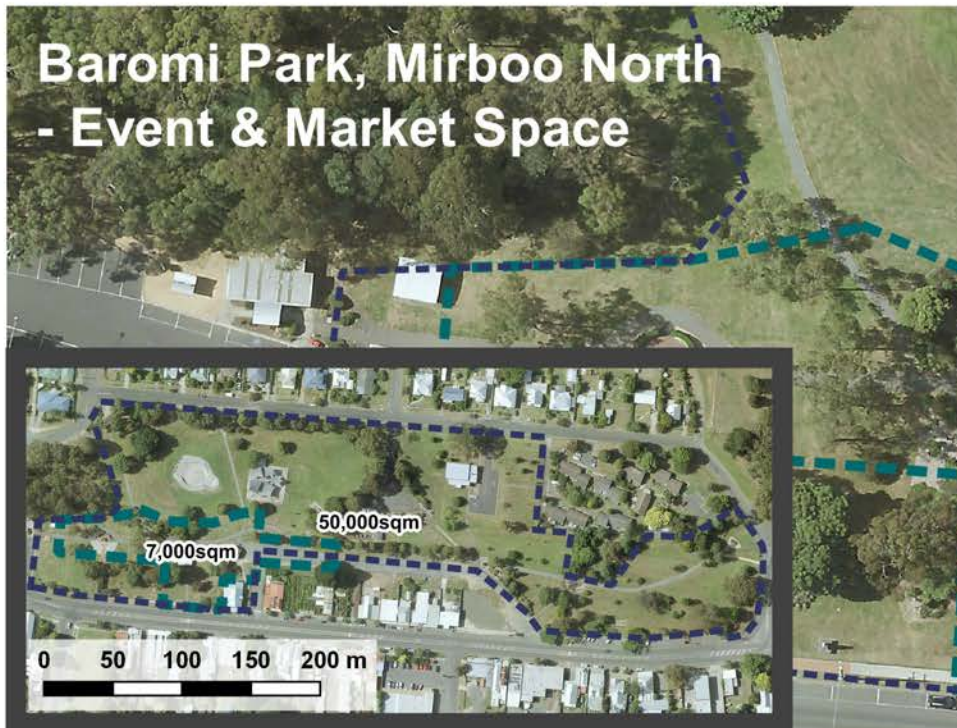 Baromi Park, Mirboo North
- Event & Market Space
50,000sqm
7,000sqm
0 50 100 150 200 m